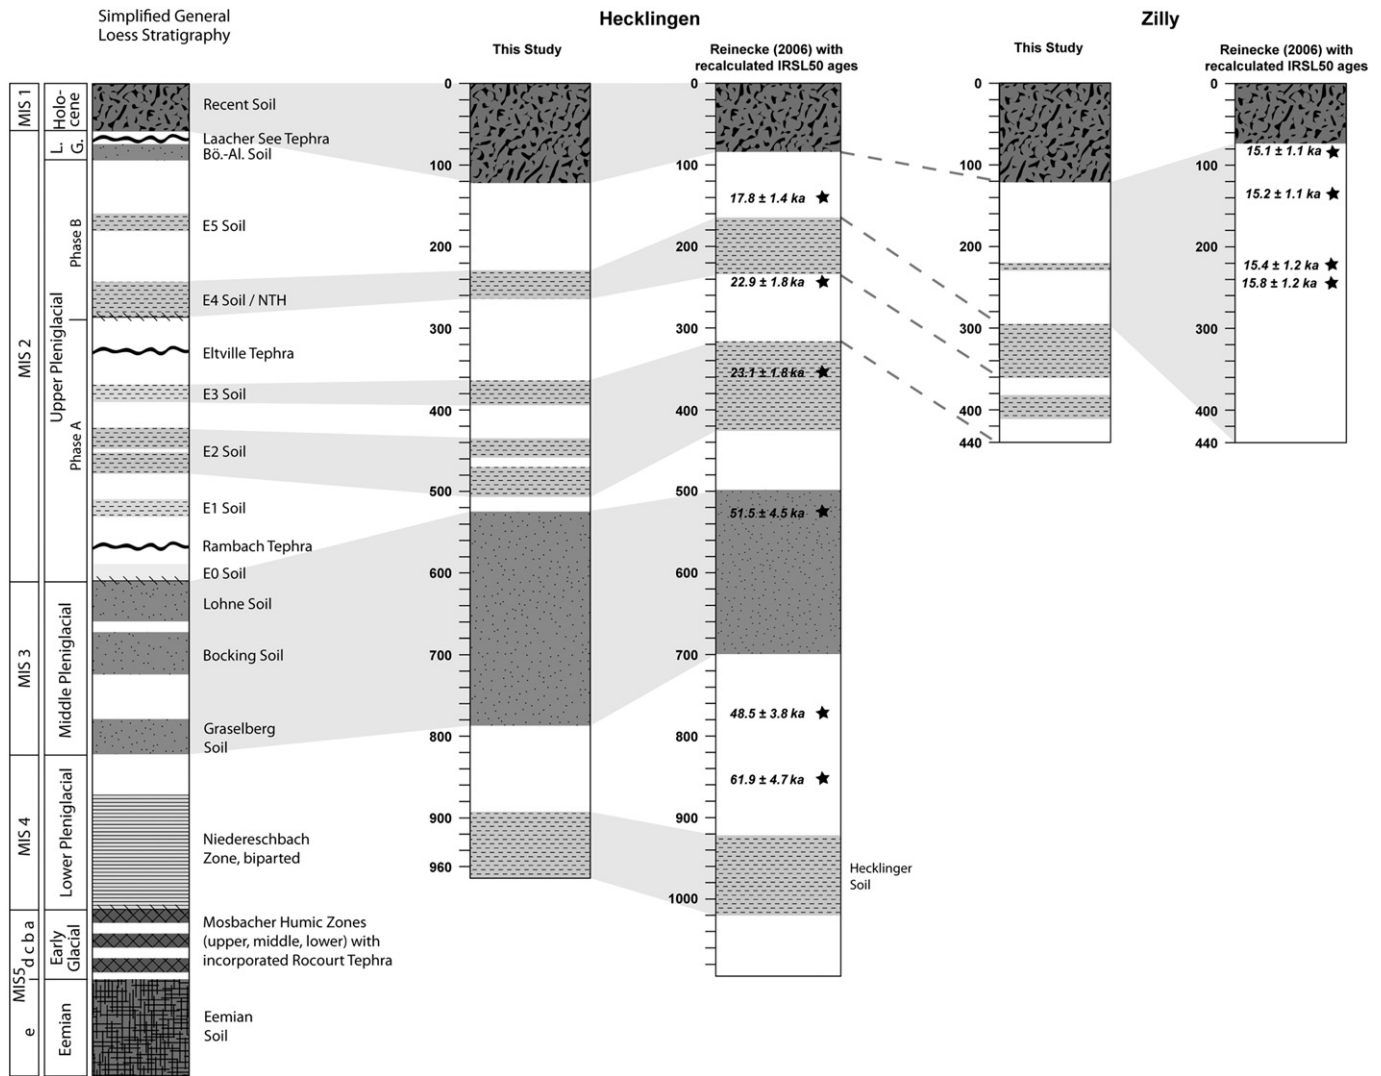 Simplified General
Loess Stratigraphy
Hecklingen
Zilly
This Study
Reinecke (2006) with
recalculated IRSL50 ages
This Study
Reinecke (2006) with
recalculated IRSL50 ages
MIS 1
MIS 2
MIS 3
MIS 4
MIS5
d c b a
e
Holo-
cene
L.
G.
Upper Pleniglacial
Phase B
Phase A
Middle Pleniglacial
Lower Pleniglacial
Early
Glacial
Eemian
Recent Soil
Laacher See Tephra
Bö.-Al. Soil
E5 Soil
E4 Soil / NTH
Eltville Tephra
E3 Soil
E2 Soil
E1 Soil
Rambach Tephra
E0 Soil
Lohne Soil
Bocking Soil
Graselberg
Soil
Niedereschbach
Zone, biparted
Mosbacher Humic Zones
(upper, middle, lower) with
incorporated Rocourt Tephra
Eemian
Soil
0
100
200
300
400
500
600
700
800
900
960
0
100
200
300
400
500
600
700
800
900
1000
17.8 ± 1.4 ka
22.9 ± 1.8 ka
23.1 ± 1.8 ka
51.5 ± 4.5 ka
48.5 ± 3.8 ka
61.9 ± 4.7 ka
Hecklinger
Soil
0
100
200
300
400
440
0
100
200
300
400
440
15.1 ± 1.1 ka
15.2 ± 1.1 ka
15.4 ± 1.2 ka
15.8 ± 1.2 ka